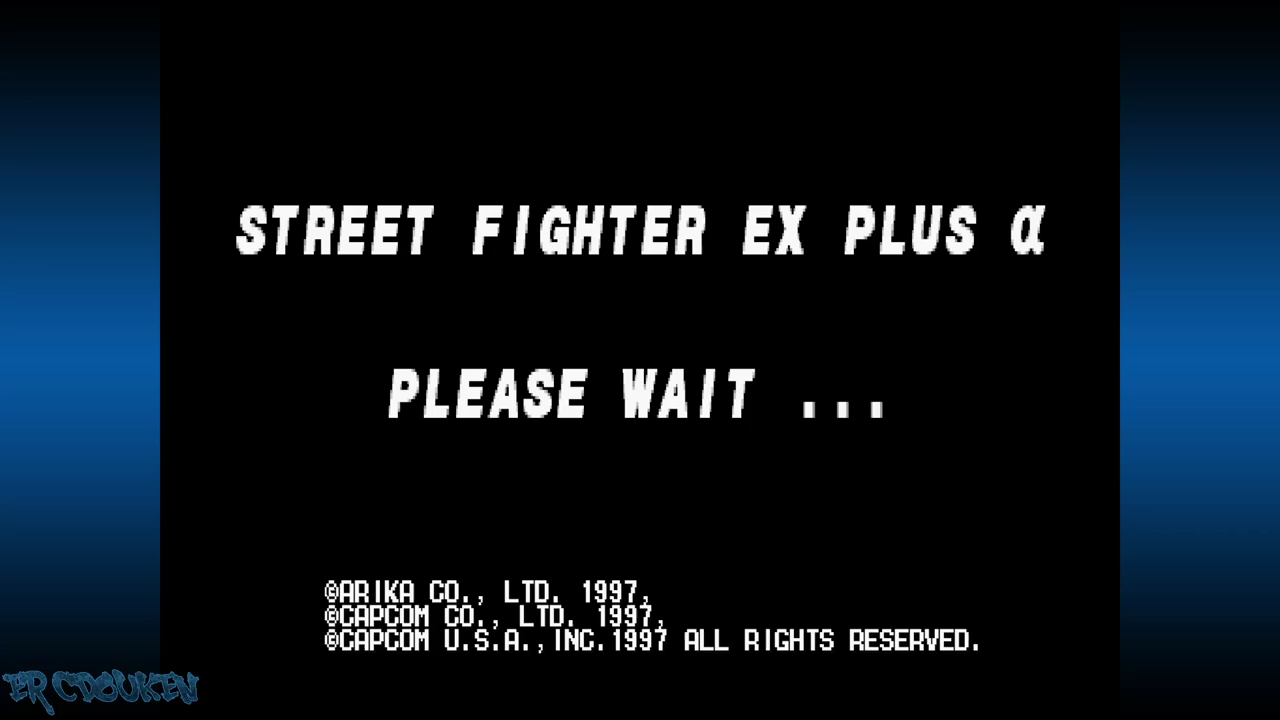 STREET FIGHTER EX PLUS α
PLEASE WAIT ...
©ARIKA CO., LTD. 1997,
©CAPCOM CO., LTD. 1997,
©CAPCOM U.S.A.,INC.1997 ALL RIGHTS RESERVED.